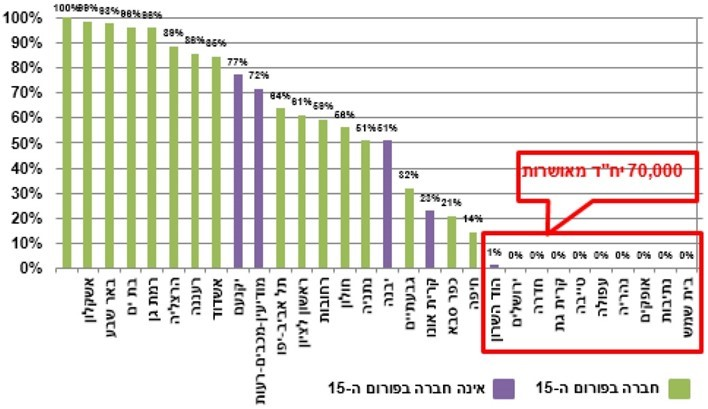 100%
90%
80%
70%
60%
50%
40%
30%
20%
10%
0%
100%
99%
98%
96%
96%
89%
86%
85%
77%
72%
64%
61%
59%
56%
51%
51%
32%
23%
21%
14%
1%
0%
0%
0%
0%
0%
0%
0%
0%
0%
70,000 יח"ד מאושרות
אשקלון
באר שבע
בת ים
רמת גן
הרצליה
רעננה
אשדוד
יקנעם
מודיעין-מכבים-רעות
תל אביב-יפו
ראשון לציון
רחובות
חולון
נתניה
יבנה
גבעתיים
קריית אונו
כפר סבא
חיפה
הוד השרון
ירושלים
חדרה
טייבה
קריית גת
עפולה
נהריה
אופקים
נתיבות
בית שמש
חברה בפורום ה-15
אינה חברה בפורום ה-15